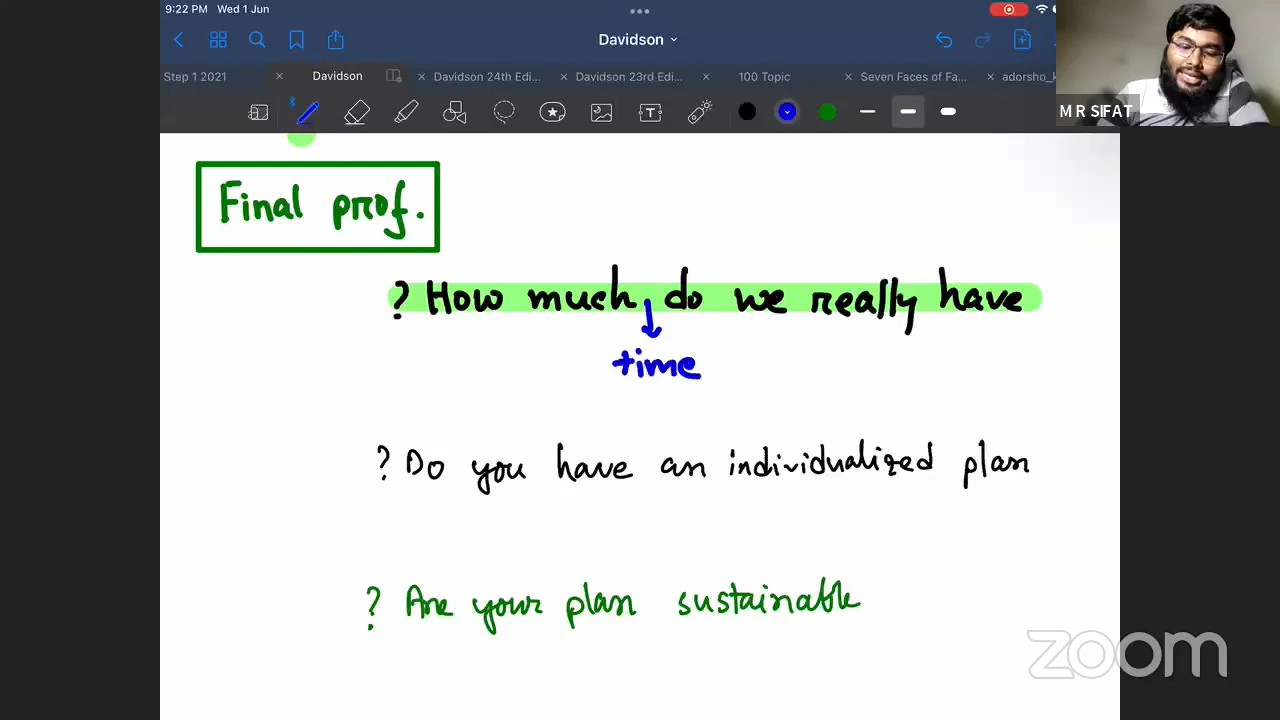 9:22 PM Wed 1 Jun
Davidson
Step 1 2021
Davidson
Davidson 24th Edi...
Davidson 23rd Edi...
100 Topic
Seven Faces of Fa...
adorsho_k
M R SIFAT
Final prof.
? How much do we really have
time
? Do you have an individualized plan
? Are your plan sustainable
zoom